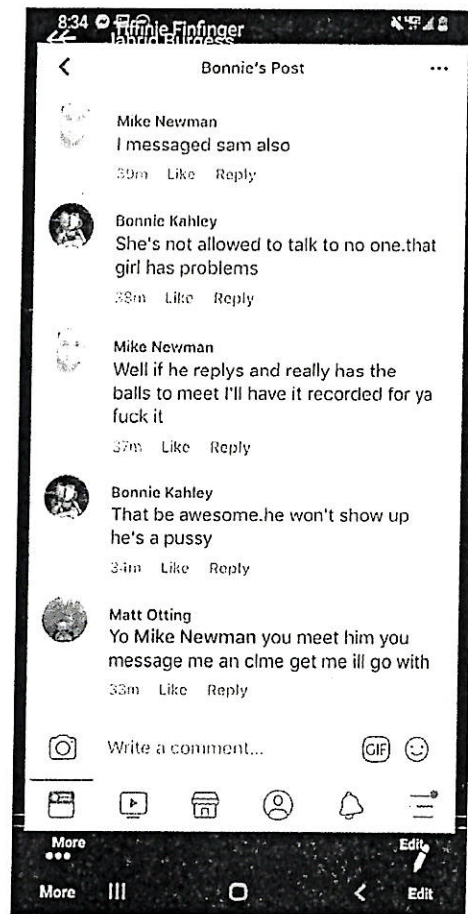 8:34
Tiffinie Finfinger
Jahrid Burgess
Bonnie's Post
Mike Newman
I messaged sam also
39m Like Reply
Bonnie Kahley
She's not allowed to talk to no one.that
girl has problems
38m Like Reply
Mike Newman
Well if he replys and really has the
balls to meet I'll have it recorded for ya
fuck it
37m Like Reply
Bonnie Kahley
That be awesome.he won't show up
he's a pussy
34m Like Reply
Matt Otting
Yo Mike Newman you meet him you
message me an clme get me ill go with
33m Like Reply
Write a comment...
GIF
More
Edit
More
Edit